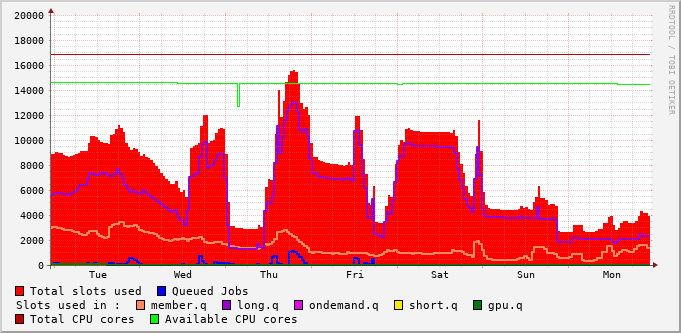 20000
18000
16000
14000
12000
10000
8000
6000
4000
2000
0
Tue Wed Thu Fri Sat Sun Mon
RRDTOOL / TOBI OETIKER
Total slots used Queued Jobs
Slots used in : member.q long.q ondemand.q short.q gpu.q
Total CPU cores Available CPU cores